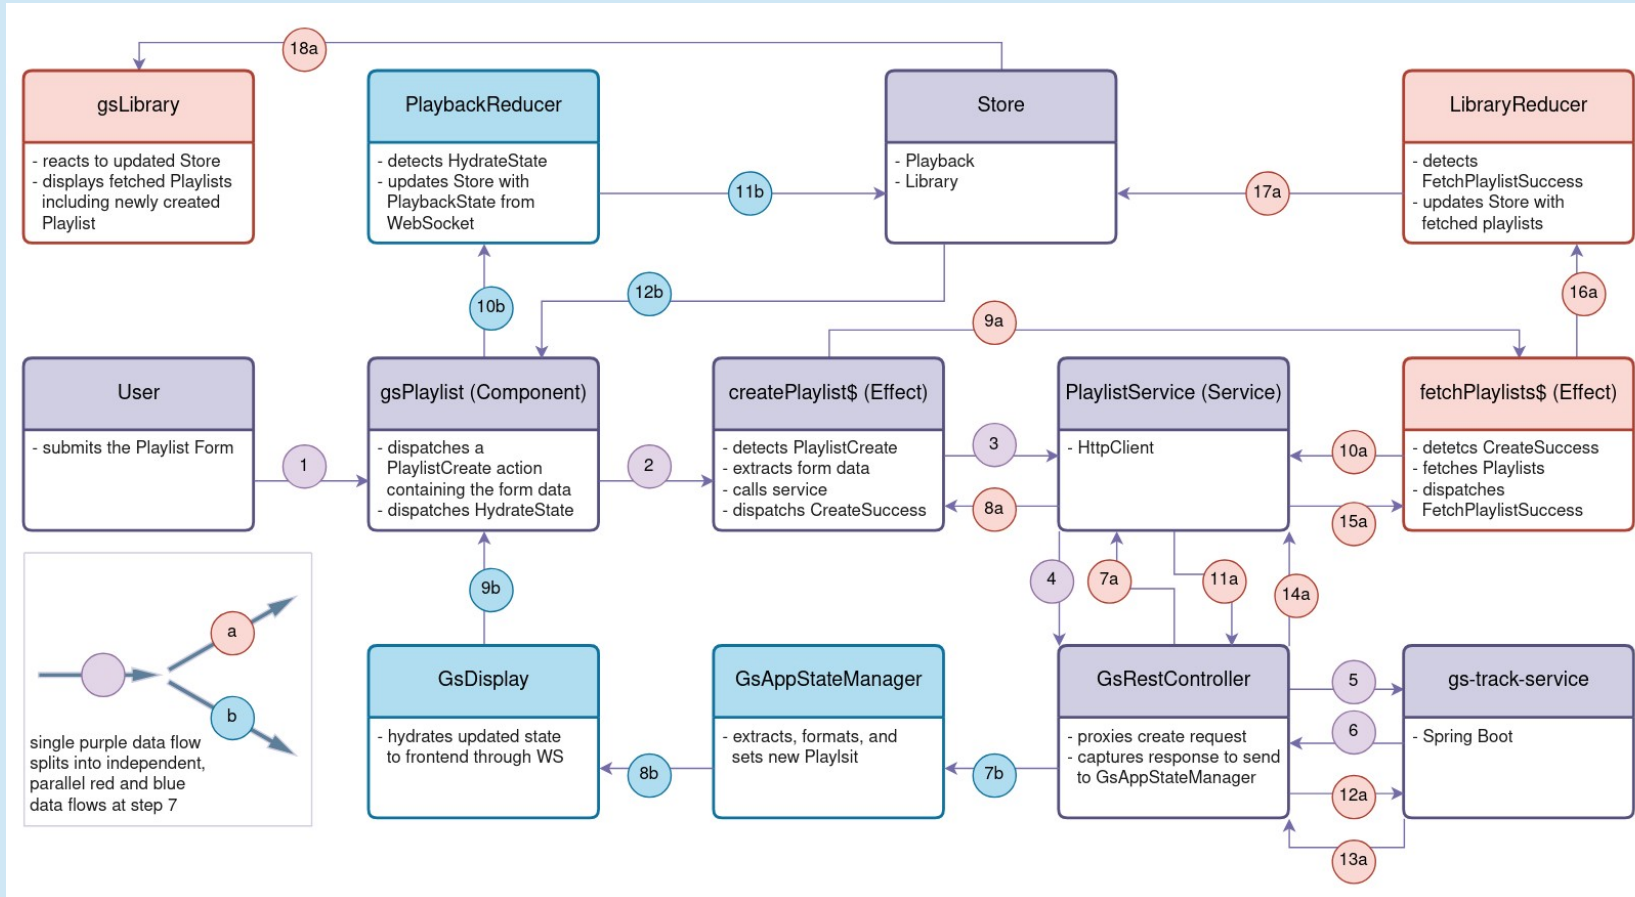 18a
gsLibrary
- reacts to updated Store
- displays fetched Playlists
including newly created
Playlist
PlaybackReducer
- detects HydrateState
- updates Store with
PlaybackState from
WebSocket
11b
Store
- Playback
- Library
17a
LibraryReducer
- detects
FetchPlaylistSuccess
- updates Store with
fetched playlists
10b
12b
9a
16a
User
- submits the Playlist Form
1
gsPlaylist (Component)
- dispatches a
PlaylistCreate action
containing the form data
- dispatches HydrateState
2
createPlaylist$ (Effect)
- detects PlaylistCreate
- extracts form data
- calls service
- dispatchs CreateSuccess
3
8a
PlaylistService (Service)
- HttpClient
10a
15a
fetchPlaylists$ (Effect)
- detetcs CreateSuccess
- fetches Playlists
- dispatches
FetchPlaylistSuccess
9b
4
7a
11a
14a
a
b
single purple data flow
splits into independent,
parallel red and blue
data flows at step 7
GsDisplay
- hydrates updated state
to frontend through WS
8b
GsAppStateManager
- extracts, formats, and
sets new Playlsit
7b
GsRestController
- proxies create request
- captures response to send
to GsAppStateManager
5
6
12a
13a
gs-track-service
- Spring Boot